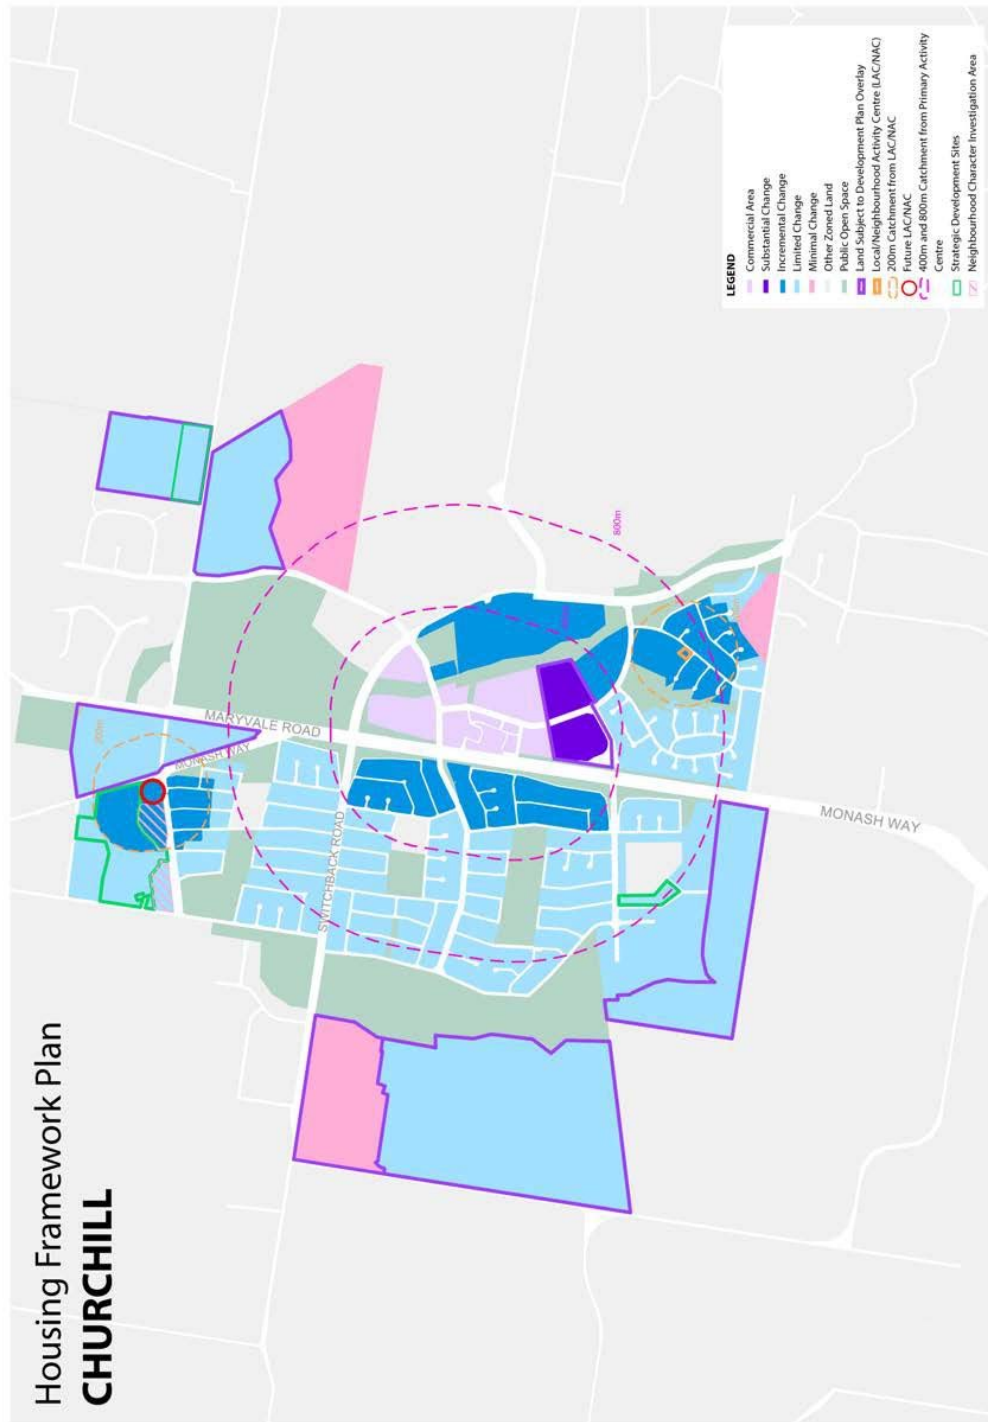 Housing Framework Plan
CHURCHILL
MARYVALE ROAD
MONASH WAY
SWITCHBACK ROAD
MONASH WAY
800m
LEGEND
Commercial Area
Substantial Change
Incremental Change
Limited Change
Minimal Change
Other Zoned Land
Public Open Space
Land Subject to Development Plan Overlay
Local/Neighbourhood Activity Centre (LAC/NAC)
200m Catchment from LAC/NAC
Future LAC/NAC
400m and 800m Catchment from Primary Activity
Centre
Strategic Development Sites
Neighbourhood Character Investigation Area